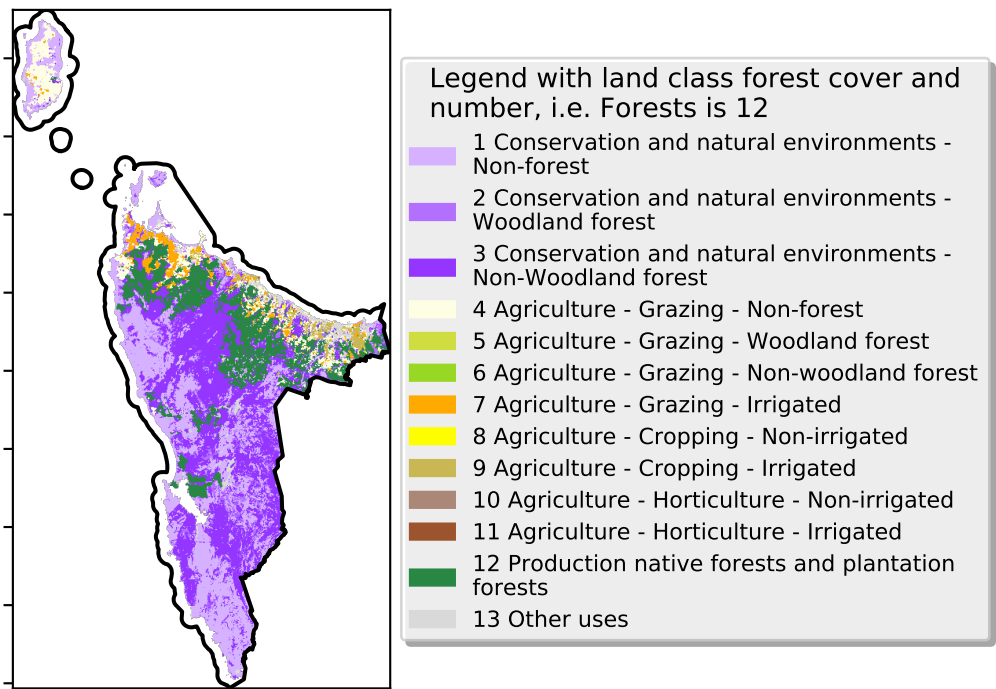 Legend with land class forest cover and
number, i.e. Forests is 12
1 Conservation and natural environments -
Non-forest
2 Conservation and natural environments -
Woodland forest
3 Conservation and natural environments -
Non-Woodland forest
4 Agriculture - Grazing - Non-forest
5 Agriculture - Grazing - Woodland forest
6 Agriculture - Grazing - Non-woodland forest
7 Agriculture - Grazing - Irrigated
8 Agriculture - Cropping - Non-irrigated
9 Agriculture - Cropping - Irrigated
10 Agriculture - Horticulture - Non-irrigated
11 Agriculture - Horticulture - Irrigated
12 Production native forests and plantation
forests
13 Other uses